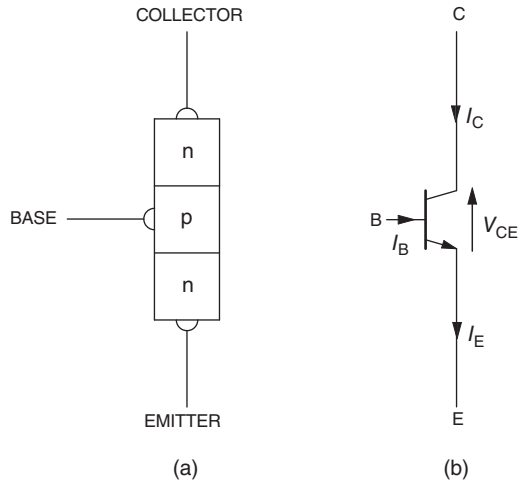 COLLECTOR
n
BASE
p
n
EMITTER
(a)
C
I_C
B
I_B
V_CE
I_E
E
(b)